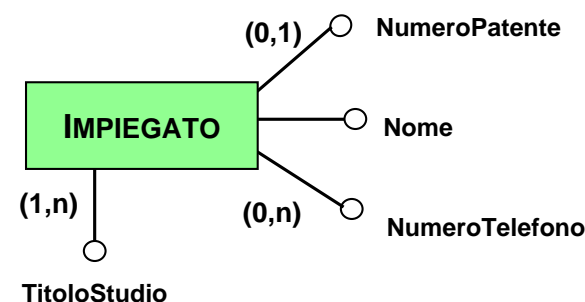 (0,1)
NumeroPatente
IMPIEGATO
Nome
(1,n)
(0,n)
NumeroTelefono
TitoloStudio